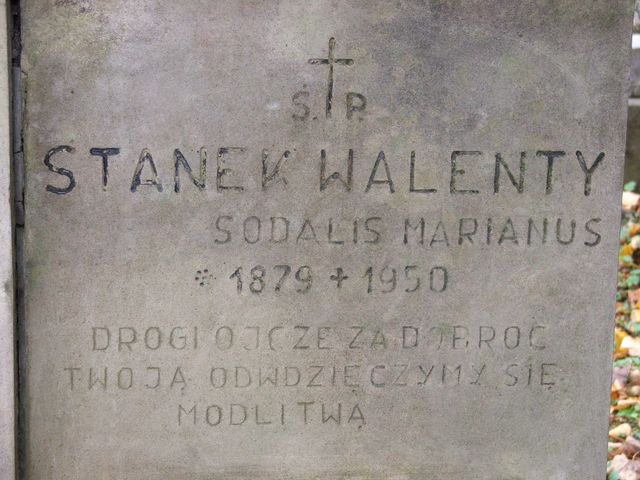 Ś. P.
STANEK WALENTY
SODALIS MARIANUS
* 1879 + 1950
DROGI OJCZE ZA DOBROĆ
TWOJĄ ODWDZIĘCZYMY SIĘ
MODLITWĄ